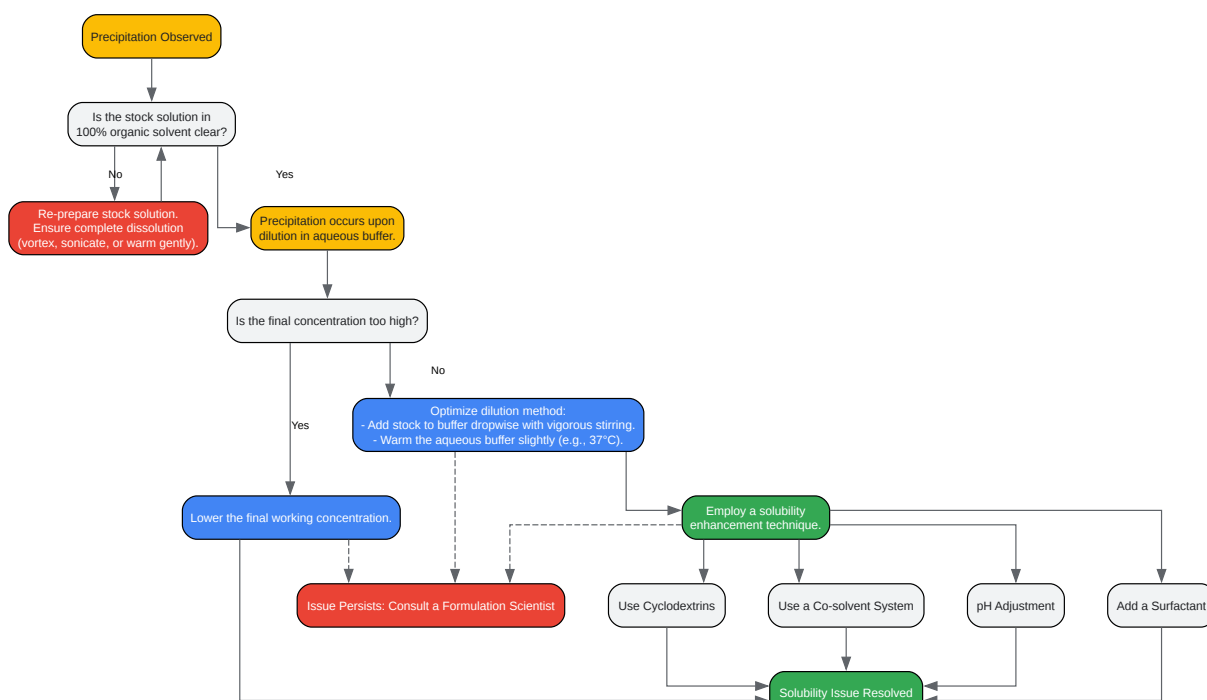 Precipitation Observed
Is the stock solution in
100% organic solvent clear?
No
Yes
Re-prepare stock solution.
Ensure complete dissolution
(vortex, sonicate, or warm gently).
Precipitation occurs upon
dilution in aqueous buffer.
Is the final concentration too high?
No
Yes
Optimize dilution method:
- Add stock to buffer dropwise with vigorous stirring.
- Warm the aqueous buffer slightly (e.g., 37°C).
Lower the final working concentration.
Employ a solubility
enhancement technique.
Issue Persists: Consult a Formulation Scientist
Use Cyclodextrins
Use a Co-solvent System
pH Adjustment
Add a Surfactant
Solubility Issue Resolved